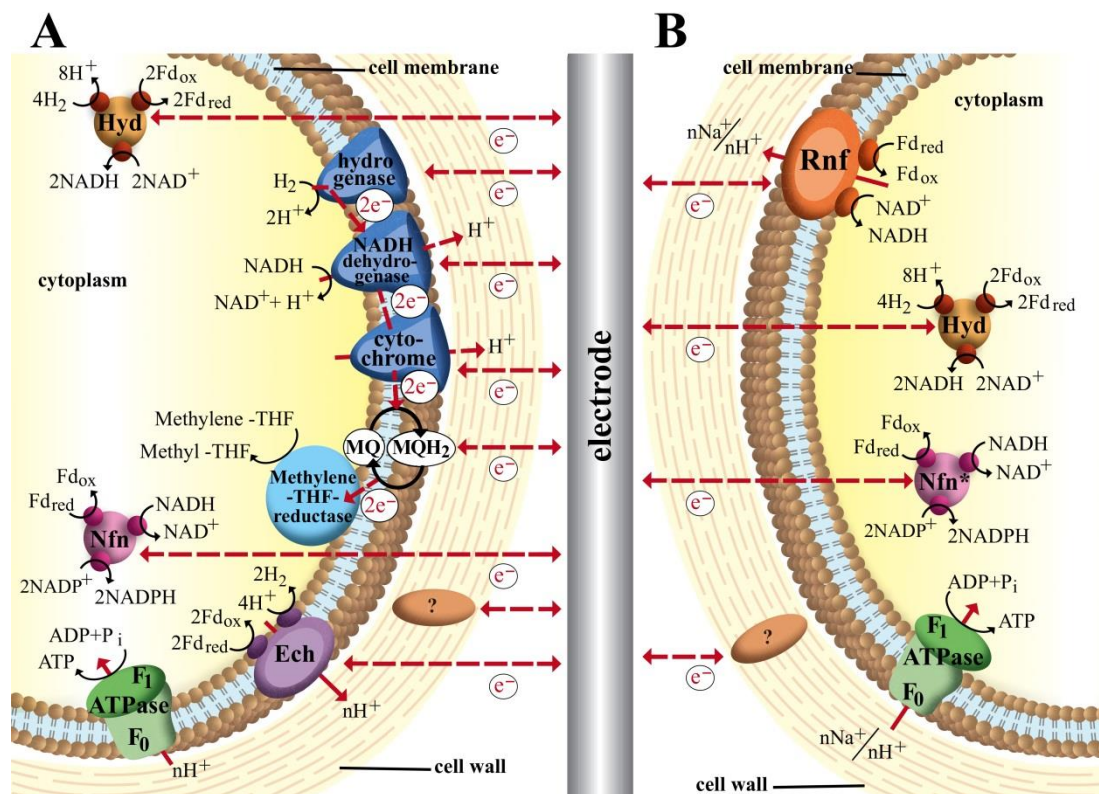 A
cell membrane
8H+
2Fdox
4H2
2Fdred
Hyd
2NADH
2NAD+
e−
hydro
genase
H2
2H+
2e−
e−
cytoplasm
NADH
dehydro-
genase
H+
NADH
NAD+ + H+
2e−
e−
cyto-
chrome
H+
2e−
e−
Methylene -THF
Methyl -THF
MQ
MQH2
e−
Methylene
-THF-
reductase
2e−
Fdox
Fdred
NADH
NAD+
Nfn
2NADP+
2NADPH
e−
2H2
4H+
2Fdox
2Fdred
Ech
nH+
?
e−
ADP+Pi
ATP
F1
ATPase
F0
nH+
e−
cell wall
electrode
B
cell membrane
cytoplasm
nNa+/nH+
Rnf
Fdred
Fdox
NAD+
NADH
e−
8H+
2Fdox
4H2
2Fdred
Hyd
2NADH
2NAD+
e−
Fdox
Fdred
NADH
NAD+
Nfn*
2NADP+
2NADPH
e−
?
e−
ADP+Pi
ATP
F1
ATPase
F0
nNa+/nH+
cell wall